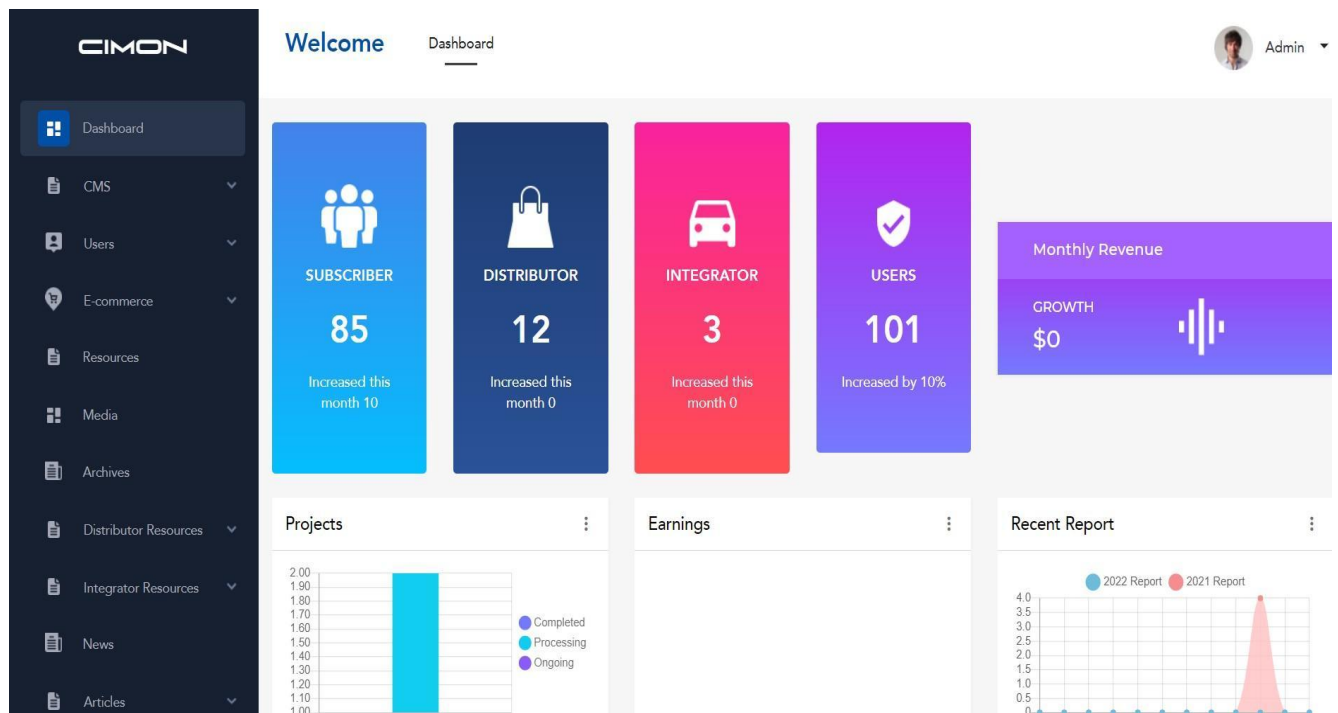 CIMON
Dashboard
CMS
Users
E-commerce
Resources
Media
Archives
Distributor Resources
Integrator Resources
News
Articles
Welcome
Dashboard
Admin
SUBSCRIBER
85
Increased this
month 10
DISTRIBUTOR
12
Increased this
month 0
INTEGRATOR
3
Increased this
month 0
USERS
101
Increased by 10%
Monthly Revenue
GROWTH
$0
Projects
2.00
1.90
1.80
1.70
1.60
1.50
1.40
1.30
1.20
1.10
1.00
Completed
Processing
Ongoing
Earnings
Recent Report
2022 Report 2021 Report
4.0
3.5
3.0
2.5
2.0
1.5
1.0
0.5
0